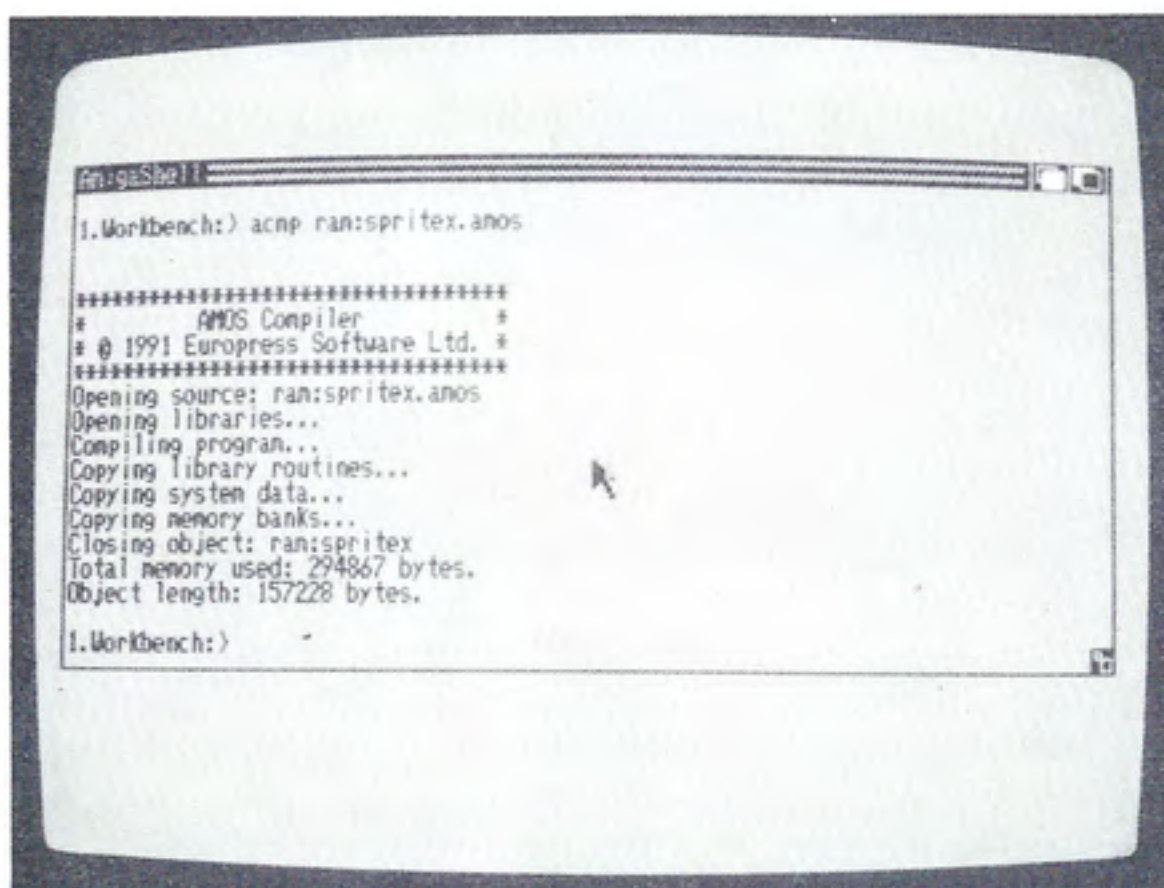 AmigaShell
1.Workbench:> acmp ram:spritex.amos
***********************************
* AMOS Compiler *
* @ 1991 Europress Software Ltd. *
***********************************
Opening source: ram:spritex.amos
Opening libraries...
Compiling program...
Copying library routines...
Copying system data...
Copying memory banks...
Closing object: ram:spritex
Total memory used: 294867 bytes.
Object length: 157228 bytes.
1.Workbench:>